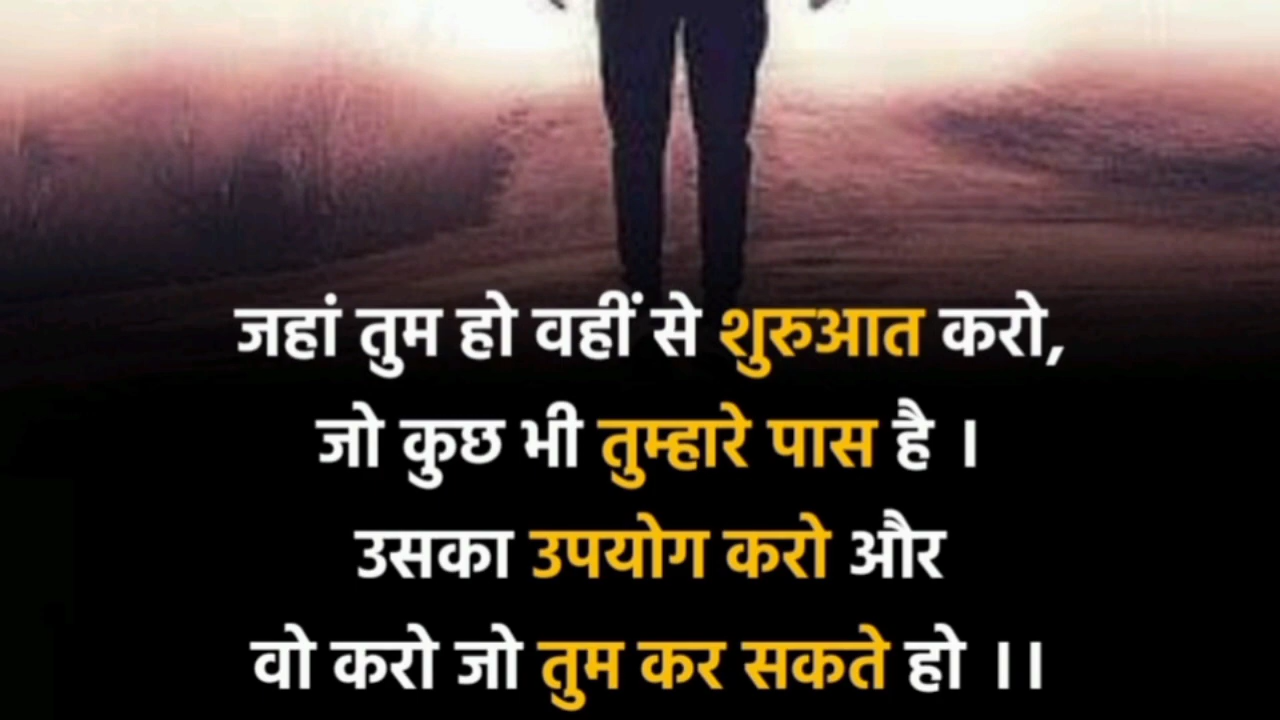 जहां तुम हो वहीं से शुरुआत करो,
जो कुछ भी तुम्हारे पास है ।
उसका उपयोग करो और
वो करो जो तुम कर सकते हो ।।